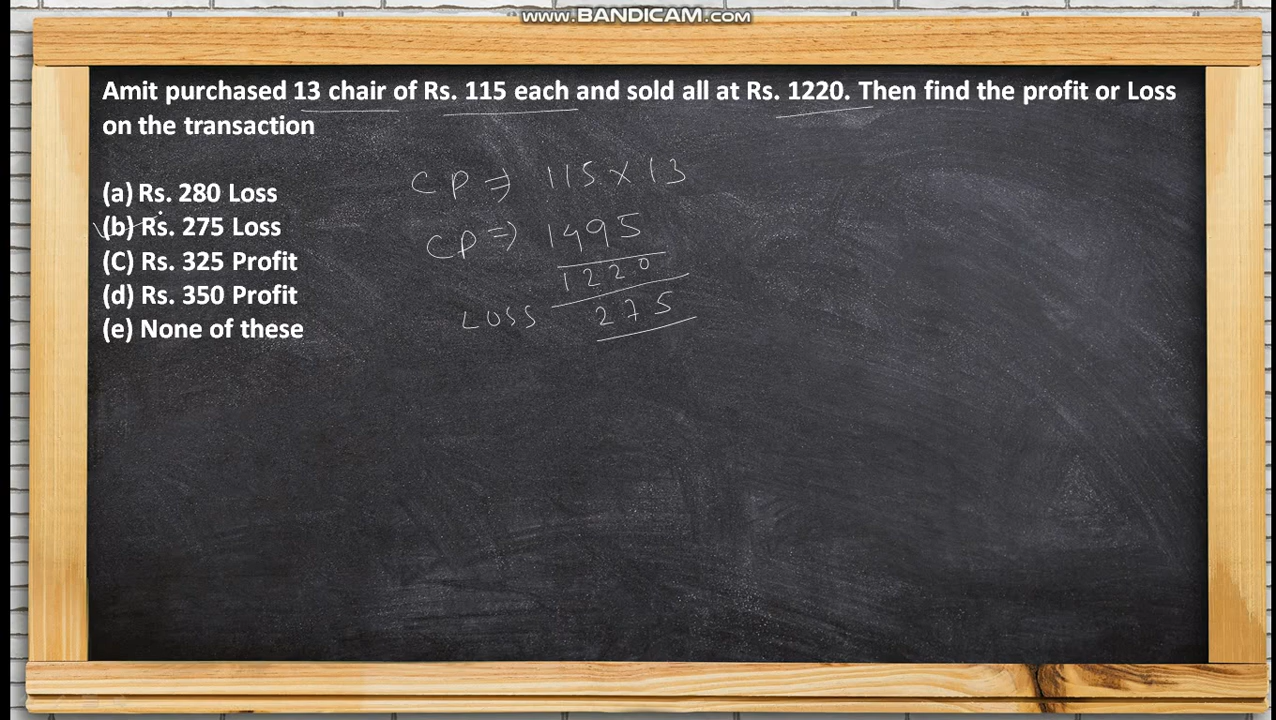 www.BANDICAM.com
Amit purchased 13 chair of Rs. 115 each and sold all at Rs. 1220. Then find the profit or Loss
on the transaction
(a) Rs. 280 Loss
(b) Rs. 275 Loss
(C) Rs. 325 Profit
(d) Rs. 350 Profit
(e) None of these
CP ⇒ 115 × 13
CP ⇒ 1495
1220
LOSS 275